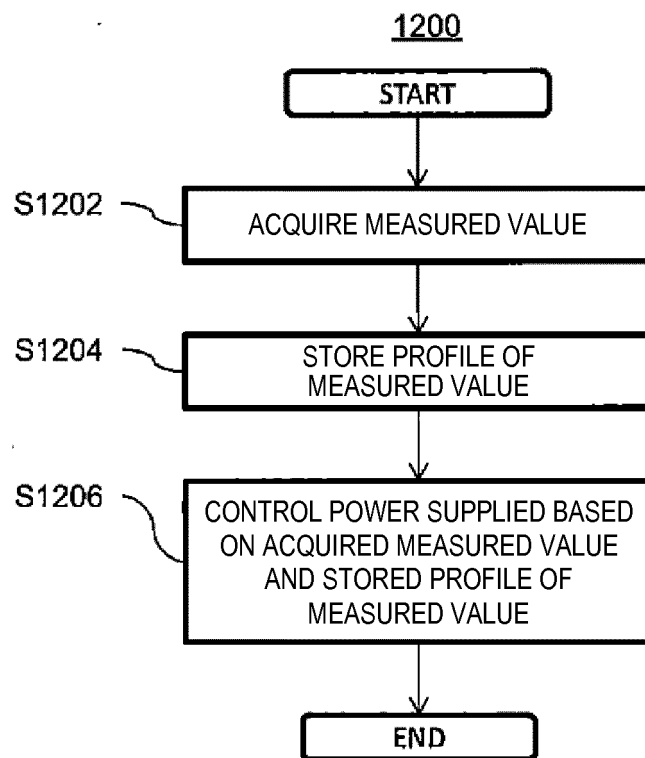 1200
START
S1202
ACQUIRE MEASURED VALUE
S1204
STORE PROFILE OF
MEASURED VALUE
S1206
CONTROL POWER SUPPLIED BASED
ON ACQUIRED MEASURED VALUE
AND STORED PROFILE OF
MEASURED VALUE
END